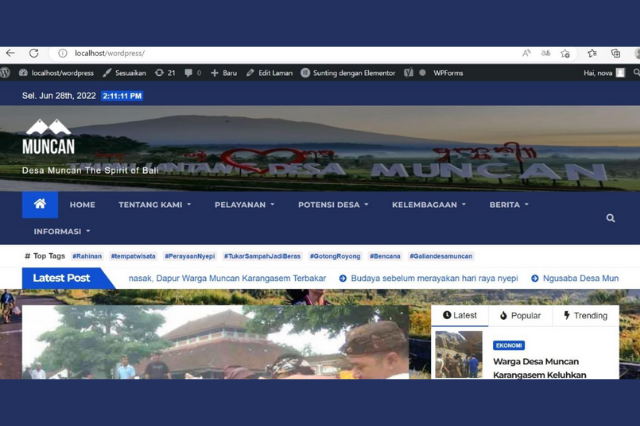 localhost/wordpress/
localhost/wordpress Sesuaikan 21 0 + Baru Edit Laman Sunting dengan Elementor WPForms Hai, nova
Sel. Jun 28th, 2022 2:11:11 PM
MUNCAN
Desa Muncan The Spirit of Bali
DESA MUNCAN
HOME TENTANG KAMI PELAYANAN POTENSI DESA KELEMBAGAAN BERITA
INFORMASI
# Top Tags #Rahinan #tempatwisata #PerayaanNyepi #TukarSampahJadiBeras #GotongRoyong #Bencana #Galiandesamuncan
Latest Post nasak, Dapur Warga Muncan Karangasem Terbakar Budaya sebelum merayakan hari raya nyepi Ngusaba Desa Mun
Latest Popular Trending
EKONOMI
Warga Desa Muncan
Karangasem Keluhkan